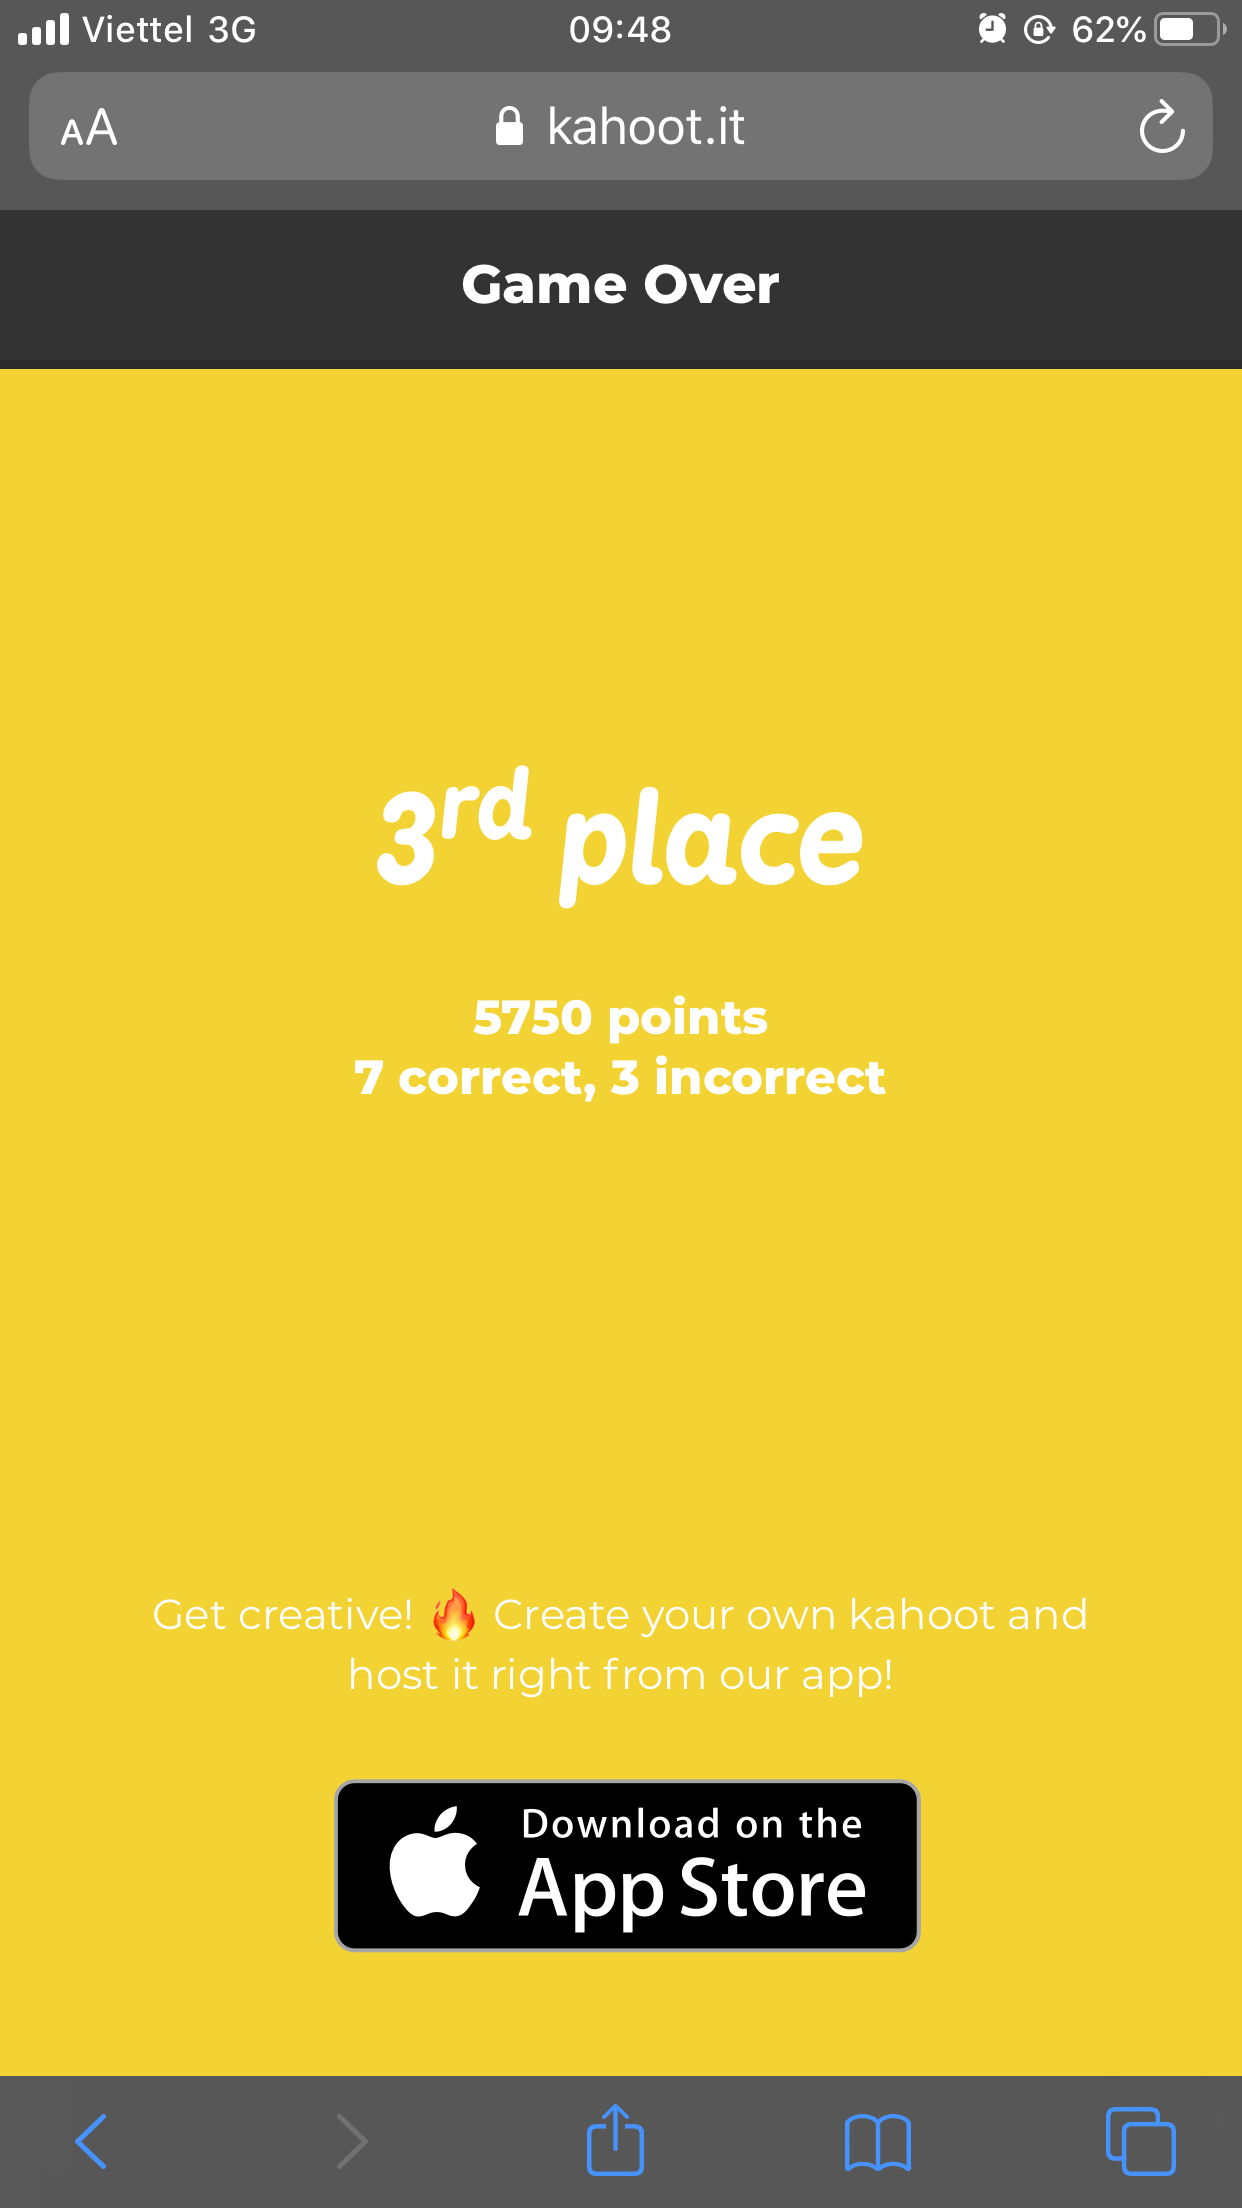 Viettel 3G 09:48 62%
AA kahoot.it
Game Over
3rd place
5750 points
7 correct, 3 incorrect
Get creative! 🔥 Create your own kahoot and
host it right from our app!
Download on the
App Store